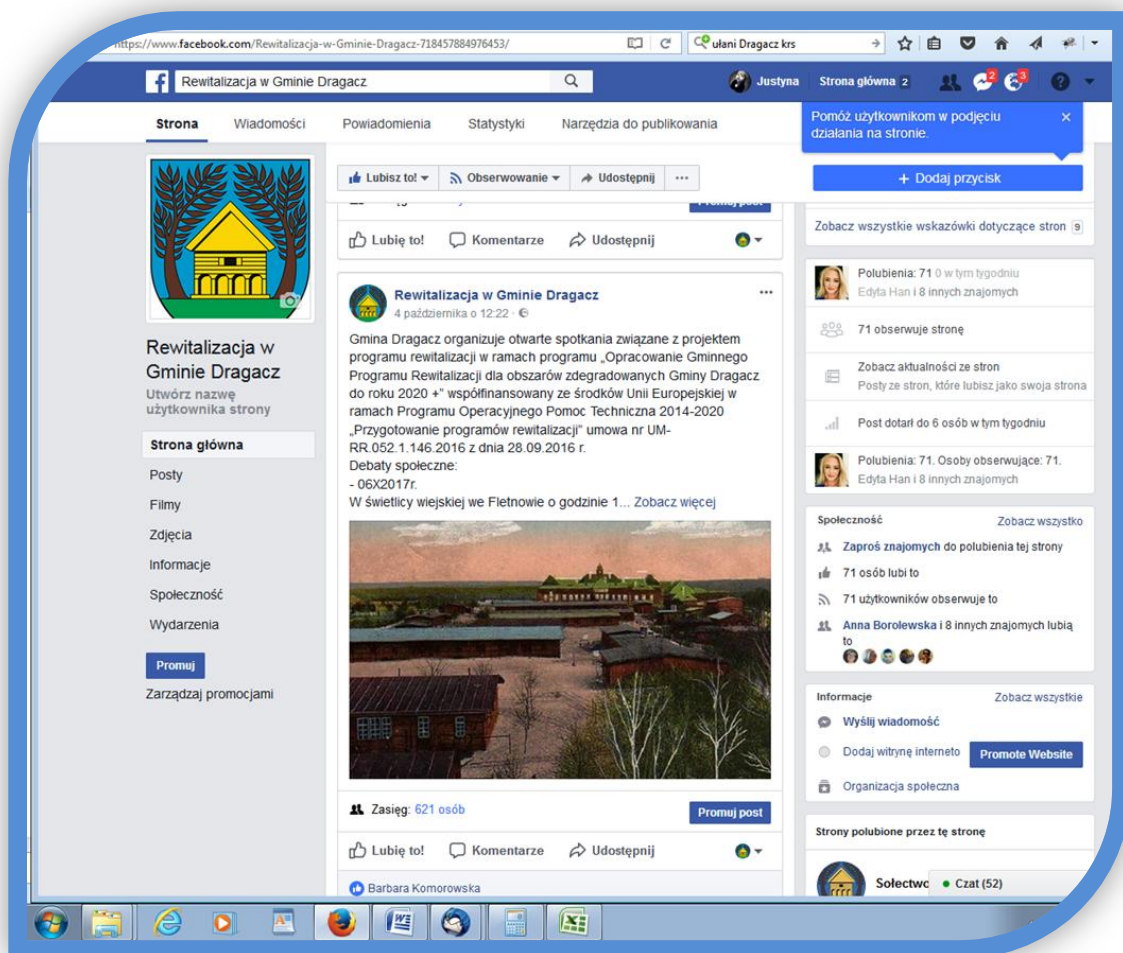 https://www.facebook.com/Rewitalizacja-w-Gminie-Dragacz-718457884976453/
ułani Dragacz krs
Rewitalizacja w Gminie Dragacz
Justyna
Strona główna 2
2
3
Strona
Wiadomości
Powiadomienia
Statystyki
Narzędzia do publikowania
Pomóż użytkownikom w podjęciu
działania na stronie.
+ Dodaj przycisk
Rewitalizacja w
Gminie Dragacz
Utwórz nazwę
użytkownika strony
Strona główna
Posty
Filmy
Zdjęcia
Informacje
Społeczność
Wydarzenia
Promuj
Zarządzaj promocjami
Lubisz to!
Obserwowanie
Udostępnij
Promuj post
Lubię to!
Komentarze
Udostępnij
Rewitalizacja w Gminie Dragacz
4 października o 12:22
Gmina Dragacz organizuje otwarte spotkania związane z projektem
programu rewitalizacji w ramach programu „Opracowanie Gminnego
Programu Rewitalizacji dla obszarów zdegradowanych Gminy Dragacz
do roku 2020 +” współfinansowany ze środków Unii Europejskiej w
ramach Programu Operacyjnego Pomoc Techniczna 2014-2020
„Przygotowanie programów rewitalizacji” umowa nr UM-
RR.052.1.146.2016 z dnia 28.09.2016 r.
Debaty społeczne:
- 06X2017r.
W świetlicy wiejskiej we Fletnowie o godzinie 1... Zobacz więcej
Zasięg: 621 osób
Promuj post
Lubię to!
Komentarze
Udostępnij
Barbara Komorowska
Zobacz wszystkie wskazówki dotyczące stron 9
Polubienia: 71 0 w tym tygodniu
Edyta Han i 8 innych znajomych
71 obserwuje stronę
Zobacz aktualności ze stron
Posty ze stron, które lubisz jako swoja strona
Post dotarł do 6 osób w tym tygodniu
Polubienia: 71. Osoby obserwujące: 71.
Edyta Han i 8 innych znajomych
Społeczność
Zobacz wszystko
Zaproś znajomych do polubienia tej strony
71 osób lubi to
71 użytkowników obserwuje to
Anna Borolewska i 8 innych znajomych lubią
to
Informacje
Zobacz wszystkie
Wyślij wiadomość
Dodaj witrynę interneto
Promote Website
Organizacja społeczna
Strony polubione przez tę stronę
Sołectwo
Czat (52)